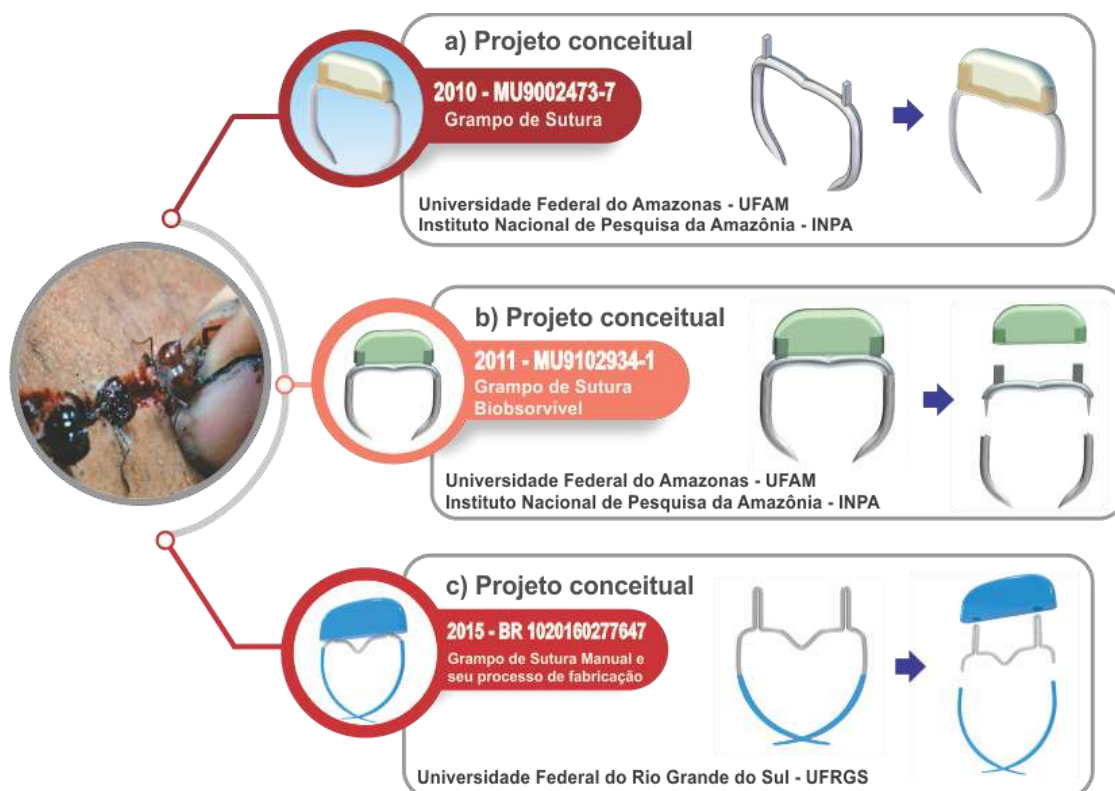 a) Projeto conceitual
2010 - MU9002473-7
Grampo de Sutura
Universidade Federal do Amazonas - UFAM
Instituto Nacional de Pesquisa da Amazônia - INPA
b) Projeto conceitual
2011 - MU9102934-1
Grampo de Sutura
Biobsorvível
Universidade Federal do Amazonas - UFAM
Instituto Nacional de Pesquisa da Amazônia - INPA
c) Projeto conceitual
2015 - BR 1020160277647
Grampo de Sutura Manual e
seu processo de fabricação
Universidade Federal do Rio Grande do Sul - UFRGS